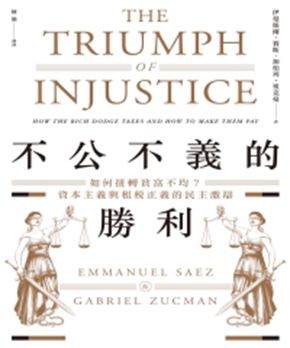 THE
TRIUMPH
OF
INJUSTICE
HOW THE RICH DODGE TAXES AND HOW TO MAKE THEM PAY
不公不義的
如何扭轉貧富不均?
資本主義與租稅正義的民主激辯
勝利
EMMANUEL SAEZ
GABRIEL ZUCMAN